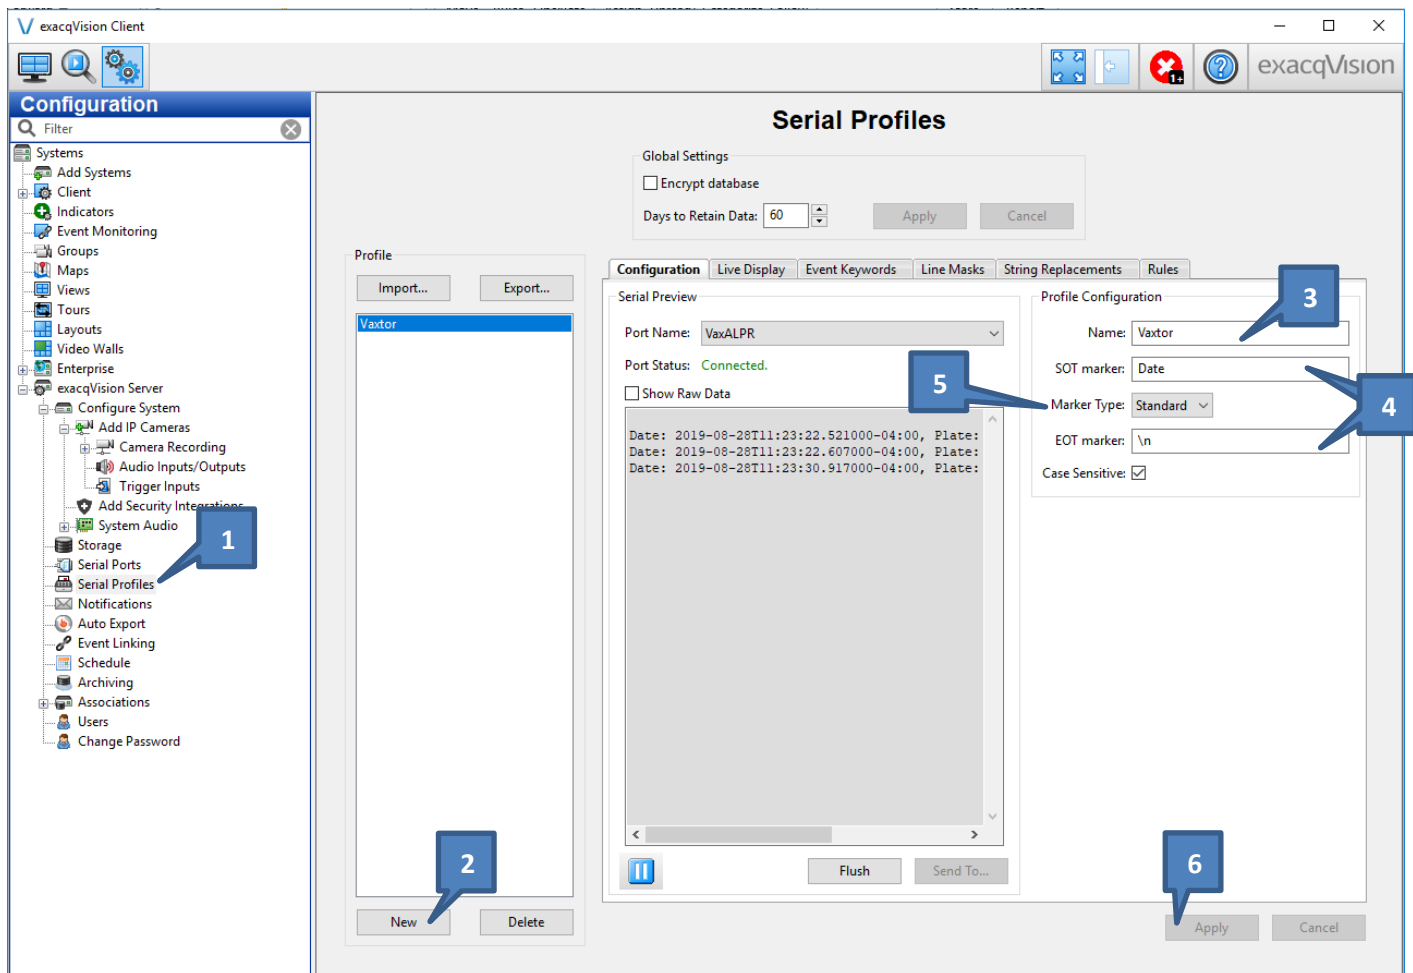 exacqVision Client
exacqVision
1+
Configuration
Filter
Systems
Add Systems
Client
Indicators
Event Monitoring
Groups
Maps
Views
Tours
Layouts
Video Walls
Enterprise
exacqVision Server
Configure System
Add IP Cameras
Camera Recording
Audio Inputs/Outputs
Trigger Inputs
Add Security Integrations
System Audio
Storage
Serial Ports
Serial Profiles
Notifications
Auto Export
Event Linking
Schedule
Archiving
Associations
Users
Change Password
1
Serial Profiles
Global Settings
Encrypt database
Days to Retain Data: 60 Apply Cancel
Profile
Import... Export...
Vaxtor
2
New Delete
Configuration Live Display Event Keywords Line Masks String Replacements Rules
Serial Preview
Port Name: VaxALPR
Port Status: Connected.
Show Raw Data
Date: 2019-08-28T11:23:22.521000-04:00, Plate:
Date: 2019-08-28T11:23:22.607000-04:00, Plate:
Date: 2019-08-28T11:23:30.917000-04:00, Plate:
Flush Send To...
Profile Configuration
3
Name: Vaxtor
SOT marker: Date
5
Marker Type: Standard
4
EOT marker: \n
Case Sensitive:
6
Apply Cancel